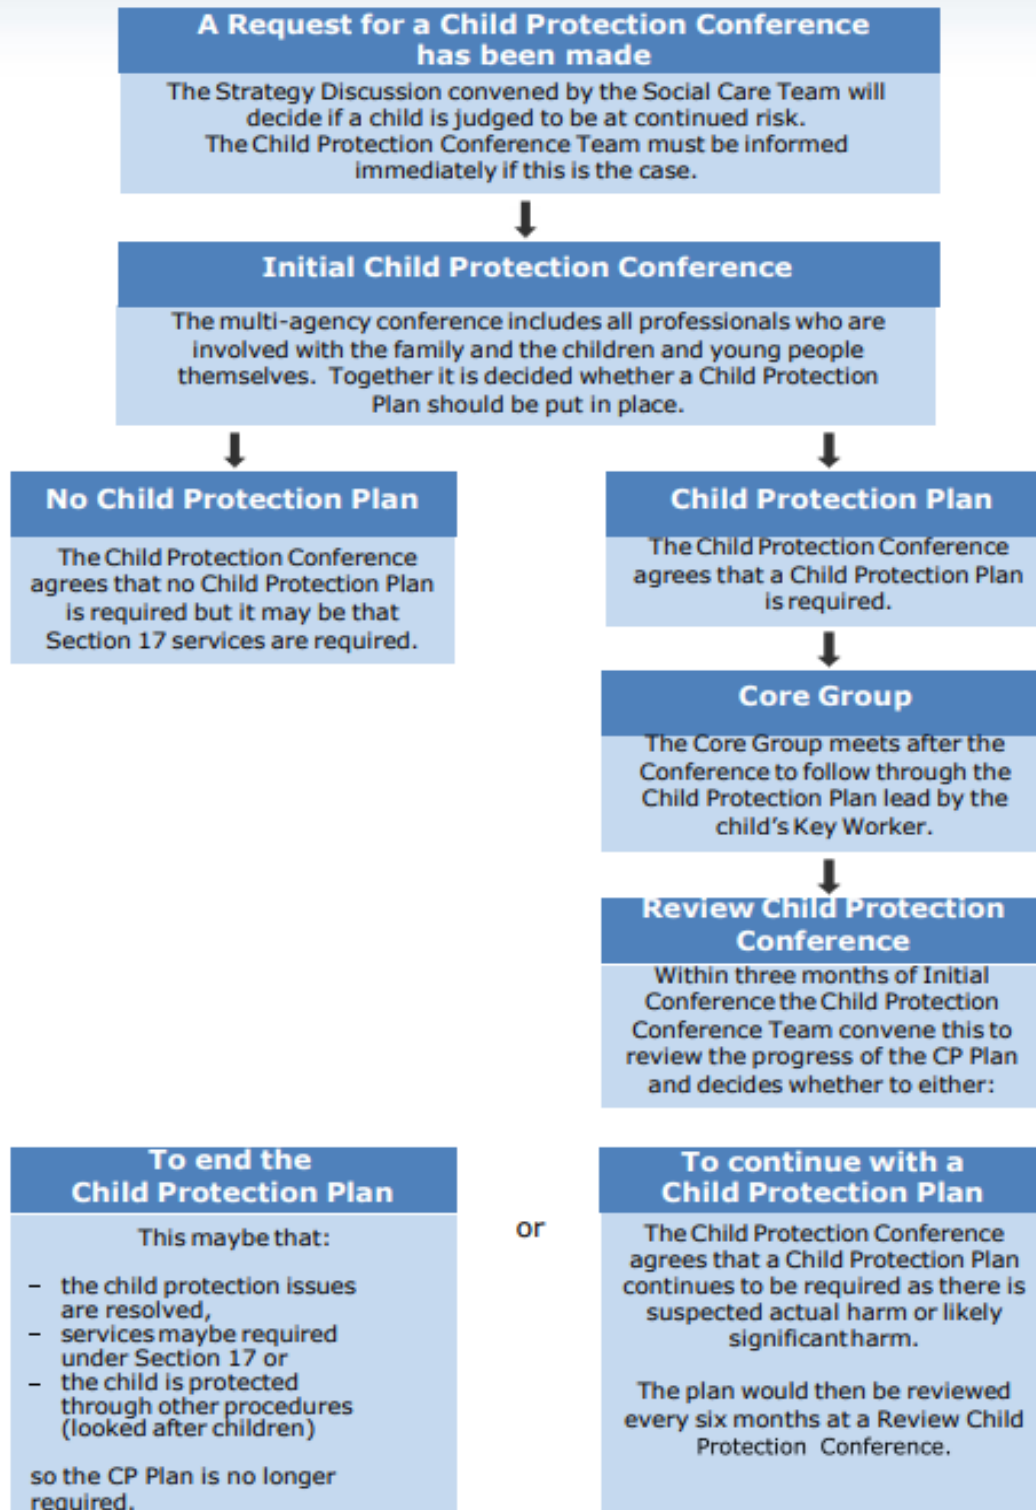 A Request for a Child Protection Conference
has been made
The Strategy Discussion convened by the Social Care Team will
decide if a child is judged to be at continued risk.
The Child Protection Conference Team must be informed
immediately if this is the case.
Initial Child Protection Conference
The multi-agency conference includes all professionals who are
involved with the family and the children and young people
themselves. Together it is decided whether a Child Protection
Plan should be put in place.
No Child Protection Plan
The Child Protection Conference
agrees that no Child Protection Plan
is required but it may be that
Section 17 services are required.
Child Protection Plan
The Child Protection Conference
agrees that a Child Protection Plan
is required.
Core Group
The Core Group meets after the
Conference to follow through the
Child Protection Plan lead by the
child's Key Worker.
Review Child Protection
Conference
Within three months of Initial
Conference the Child Protection
Conference Team convene this to
review the progress of the CP Plan
and decides whether to either:
To end the
Child Protection Plan
This maybe that:
– the child protection issues
are resolved,
– services maybe required
under Section 17 or
– the child is protected
through other procedures
(looked after children)
so the CP Plan is no longer
required.
or
To continue with a
Child Protection Plan
The Child Protection Conference
agrees that a Child Protection Plan
continues to be required as there is
suspected actual harm or likely
significant harm.
The plan would then be reviewed
every six months at a Review Child
Protection Conference.